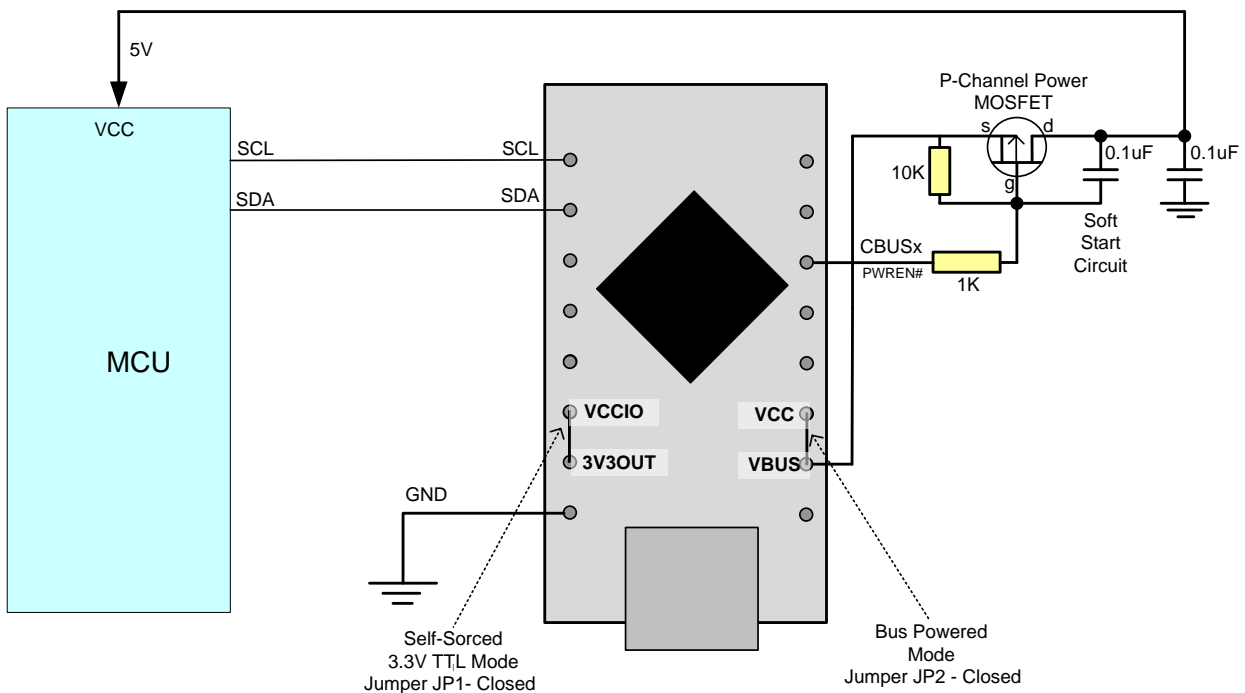 5V
P-Channel Power
MOSFET
VCC
s
d
SCL
SCL
0.1uF
0.1uF
10K
g
SDA
SDA
Soft
Start
Circuit
CBUSx
PWREN#
1K
MCU
VCCIO
VCC
3V3OUT
VBUS
GND
Self-Sorced
3.3V TTL Mode
Jumper JP1- Closed
Bus Powered
Mode
Jumper JP2 - Closed